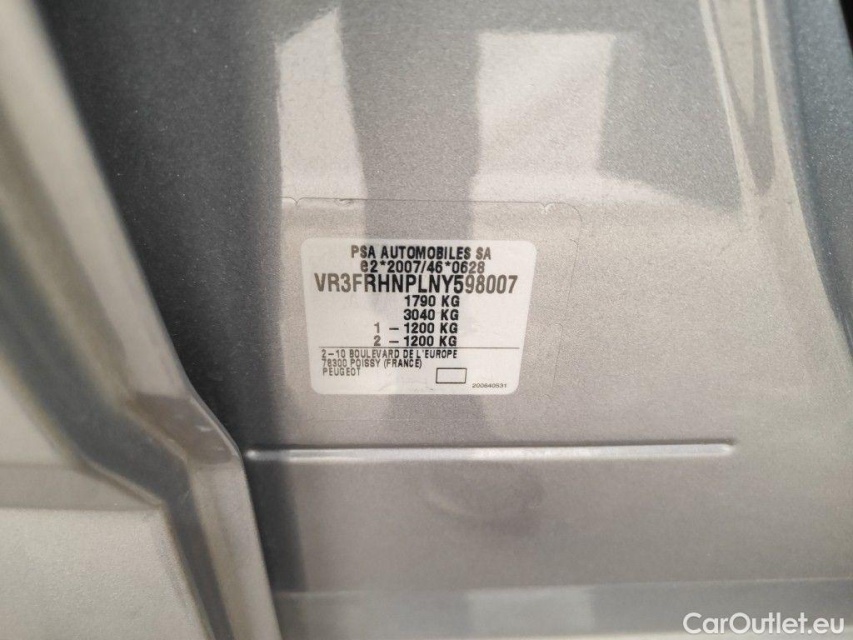 PSA AUTOMOBILES SA
e2*2007/46*0628
VR3FRHNPLNY598007
1790 KG
3040 KG
1 - 1200 KG
2 - 1200 KG
2-10 BOULEVARD DE L'EUROPE
78300 POISSY (FRANCE)
PEUGEOT
200640931
CarOutlet.eu